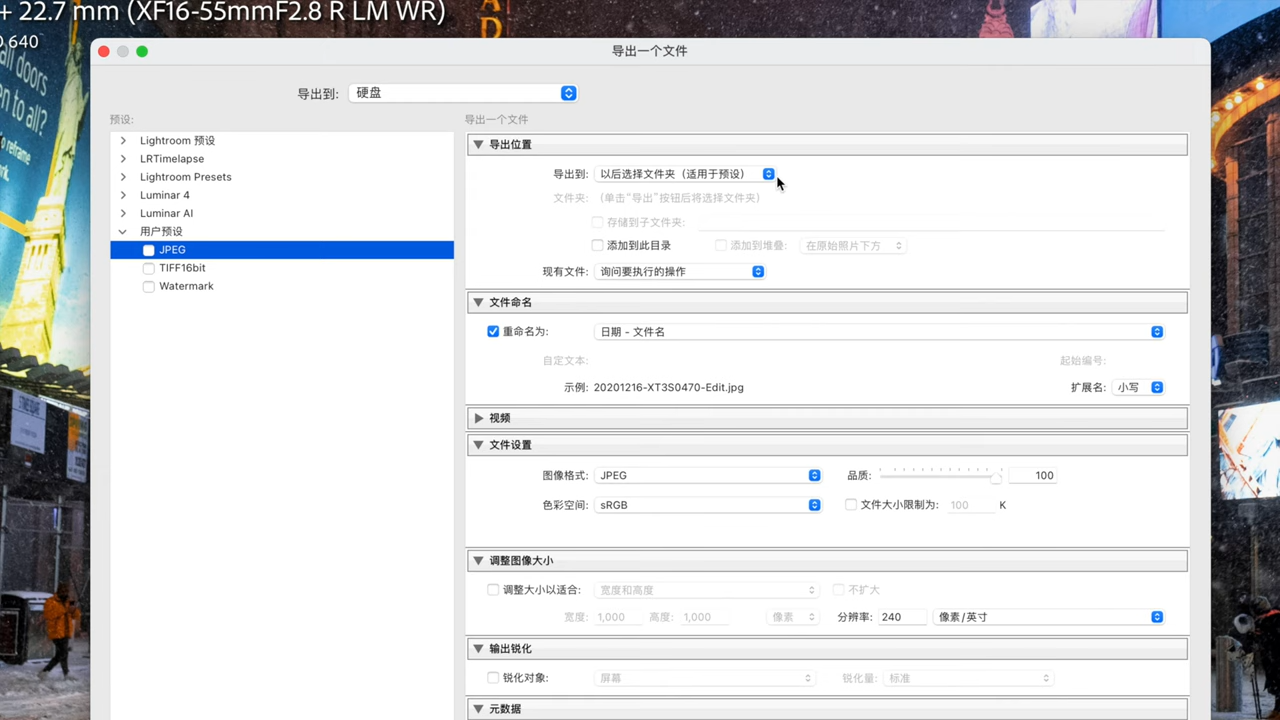 + 22.7 mm (XF16-55mmF2.8 R LM WR)
640
导出一个文件
导出到: 硬盘
预设:
Lightroom 预设
LRTimelapse
Lightroom Presets
Luminar 4
Luminar AI
用户预设
JPEG
TIFF16bit
Watermark
导出一个文件
导出位置
导出到: 以后选择文件夹（适用于预设）
文件夹: （单击“导出”按钮后将选择文件夹）
存储到子文件夹:
添加到此目录 添加到堆叠: 在原始照片下方
现有文件: 询问要执行的操作
文件命名
重命名为: 日期 - 文件名
自定文本: 起始编号:
示例: 20201216-XT3S0470-Edit.jpg 扩展名: 小写
视频
文件设置
图像格式: JPEG 品质: 100
色彩空间: sRGB 文件大小限制为: 100 K
调整图像大小
调整大小以适合: 宽度和高度 不扩大
宽度: 1,000 高度: 1,000 像素 分辨率: 240 像素/英寸
输出锐化
锐化对象: 屏幕 锐化量: 标准
元数据
all doors
en to all?
to reframe
A
D